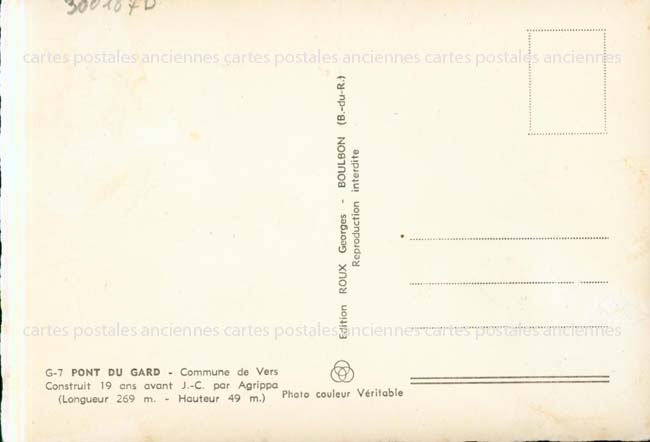 300187D
cartes postales anciennes cartes postales anciennes cartes postales anciennes
Edition ROUX Georges - BOULBON (B.-du-R.)
Reproduction interdite
cartes postales anciennes cartes postales anciennes cartes postales anciennes
G-7 PONT DU GARD - Commune de Vers
Construit 19 ans avant J.-C. par Agrippa
(Longueur 269 m. - Hauteur 49 m.)
Photo couleur Véritable